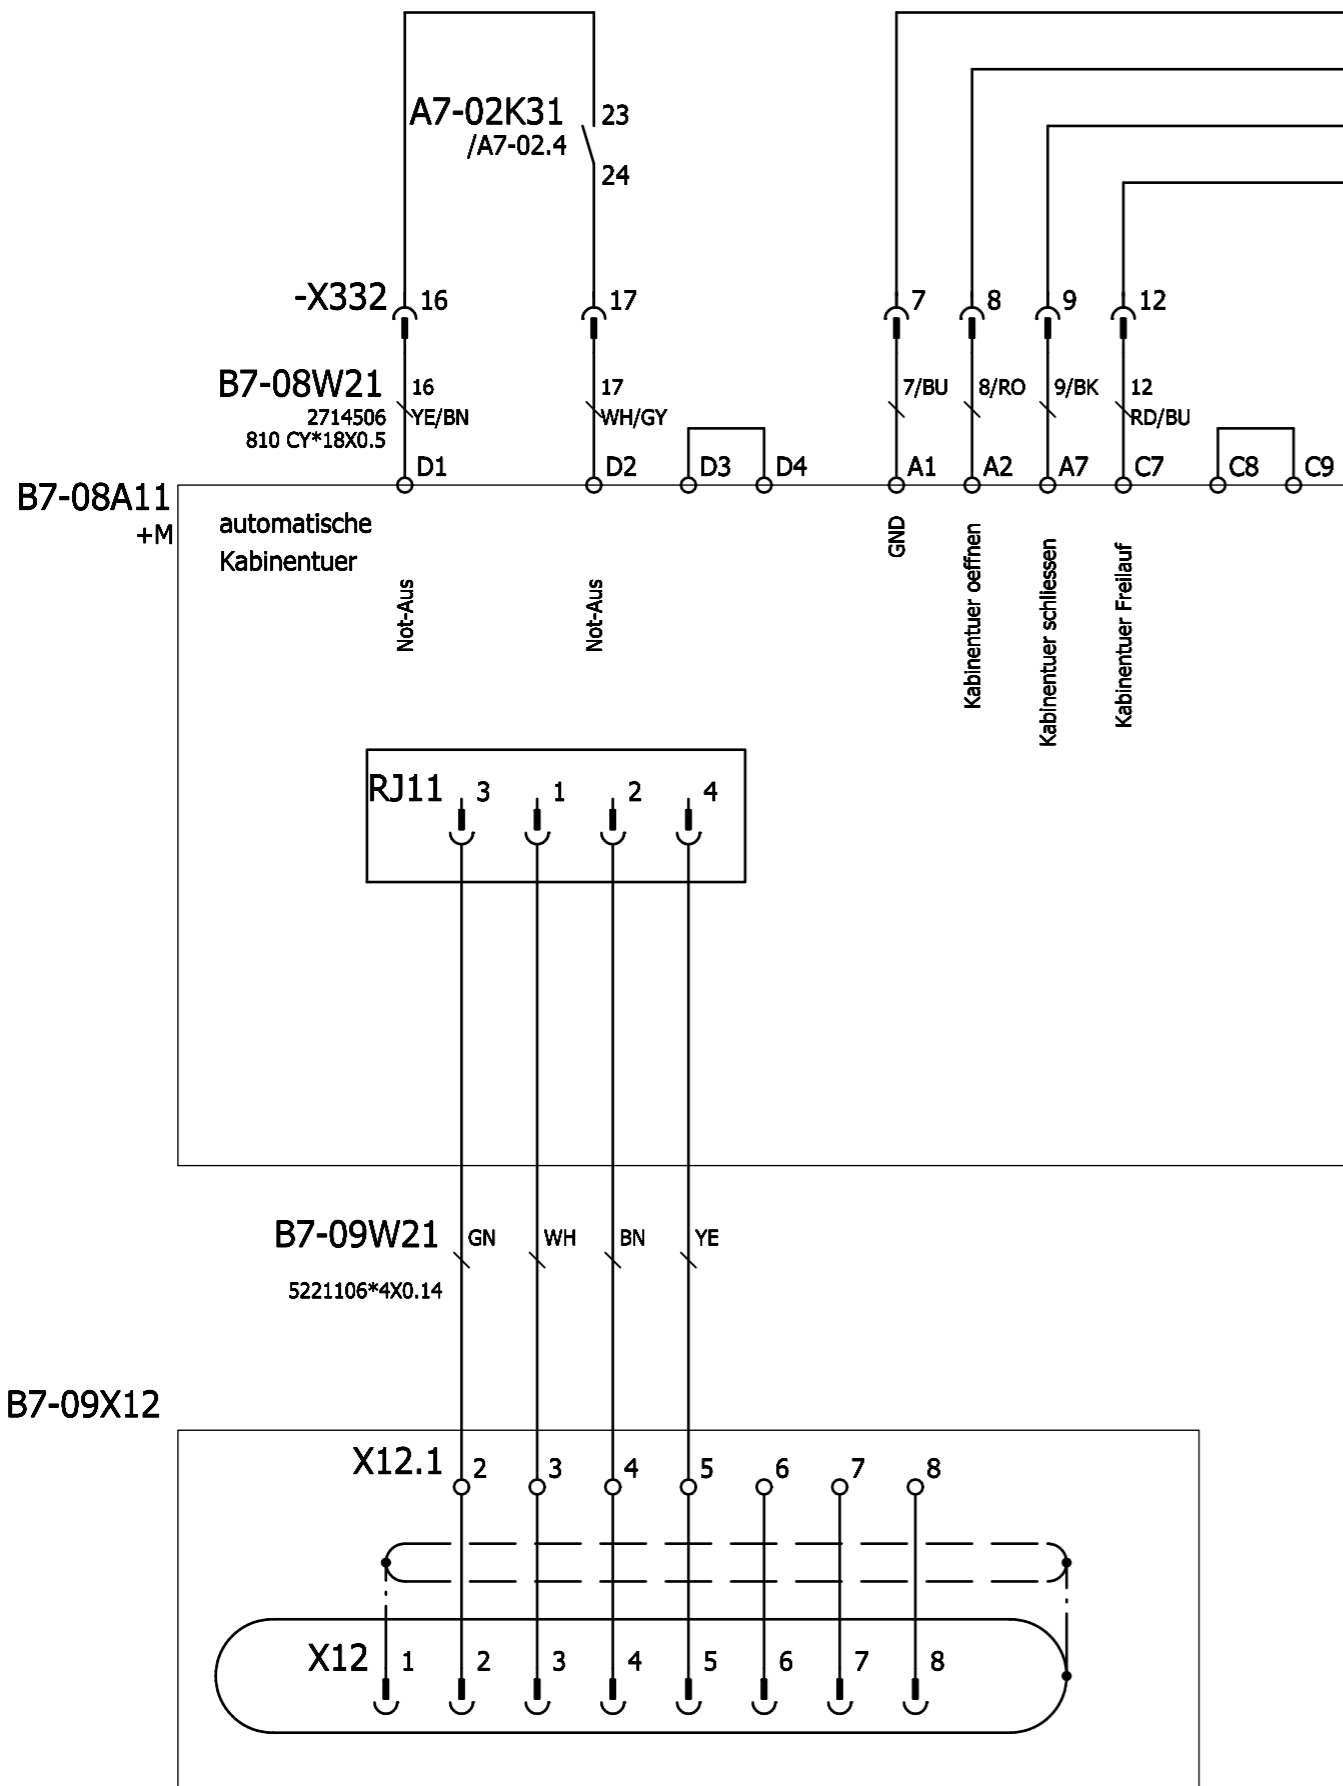 A7-02K31 23
/A7-02.4
24
-X332 16 17 7 8 9 12
B7-08W21 16 17 7/BU 8/RO 9/BK 12
2714506 YE/BN WH/GY RD/BU
810 CY*18X0.5
D1 D2 D3 D4 A1 A2 A7 C7 C8 C9
B7-08A11
+M
automatische
Kabinentuer
Not-Aus
Not-Aus
GND
Kabinentuer oeffnen
Kabinentuer schliessen
Kabinentuer Freilauf
RJ11 3 1 2 4
B7-09W21 GN WH BN YE
5221106*4X0.14
B7-09X12
X12.1 2 3 4 5 6 7 8
X12 1 2 3 4 5 6 7 8